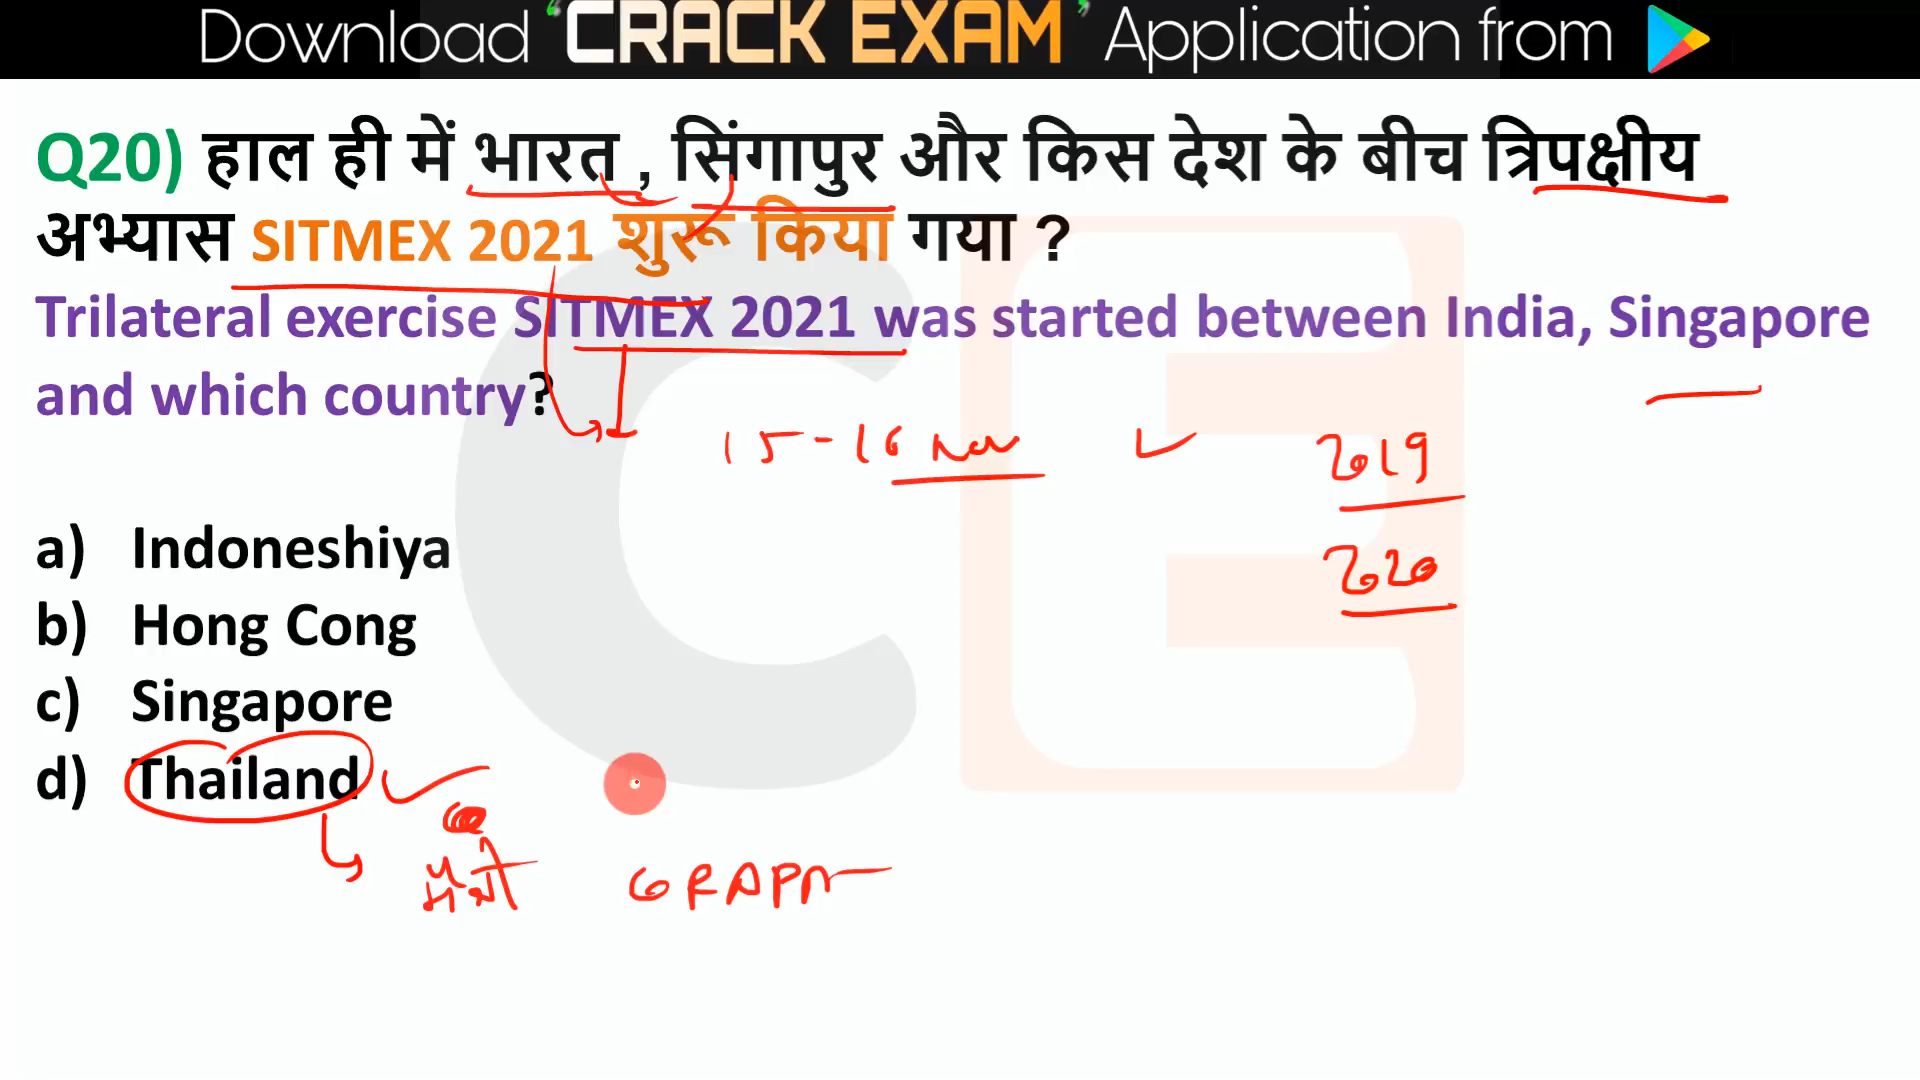 Download 'CRACK EXAM' Application from
Q20) हाल ही में भारत , सिंगापुर और किस देश के बीच त्रिपक्षीय
अभ्यास SITMEX 2021 शुरू किया गया ?
Trilateral exercise SITMEX 2021 was started between India, Singapore
and which country?
15-16 Nov
2019
2020
a) Indoneshiya
b) Hong Cong
c) Singapore
d) Thailand
CE